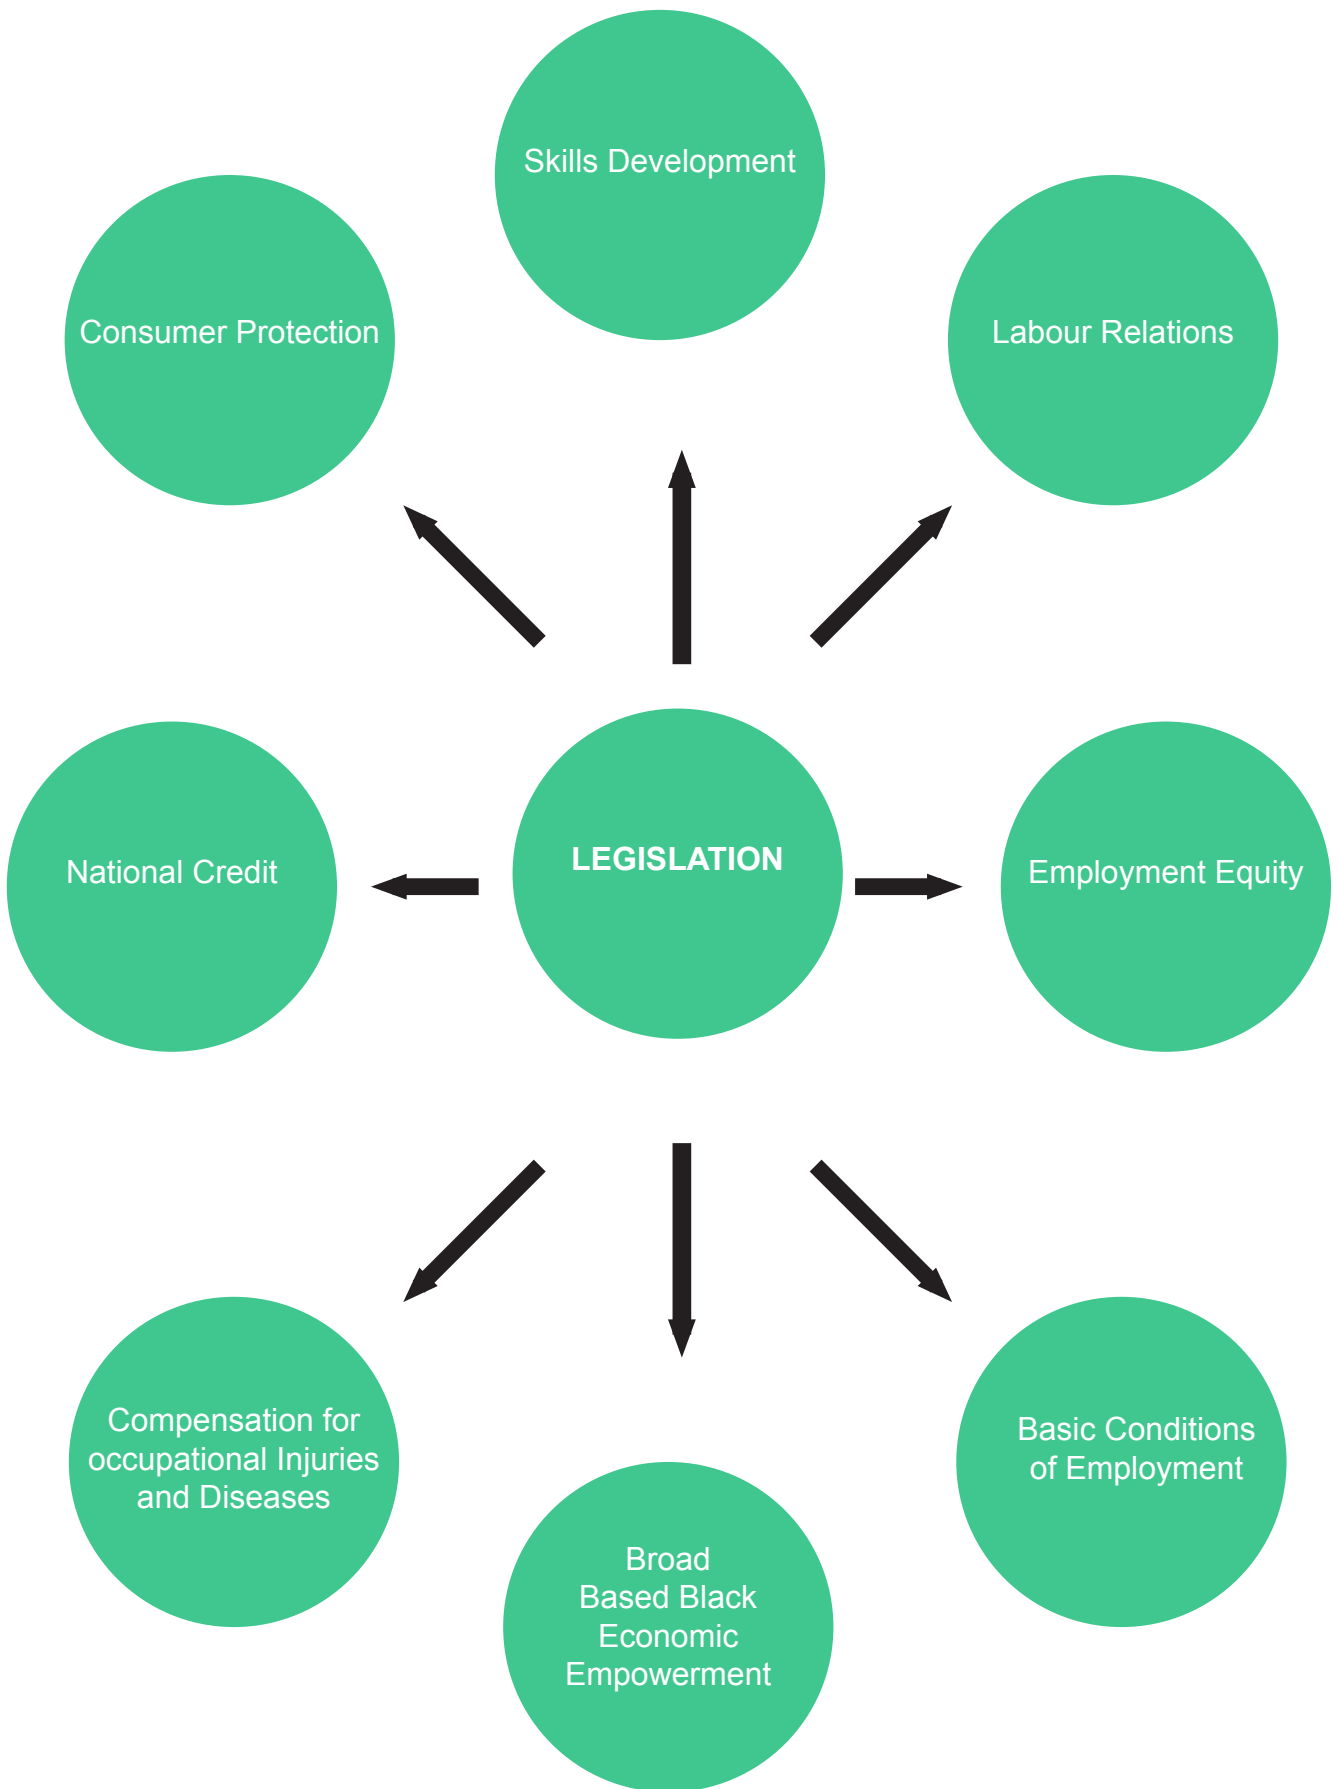 Skills Development
Consumer Protection
Labour Relations
National Credit
LEGISLATION
Employment Equity
Compensation for
occupational Injuries
and Diseases
Basic Conditions
of Employment
Broad
Based Black
Economic
Empowerment